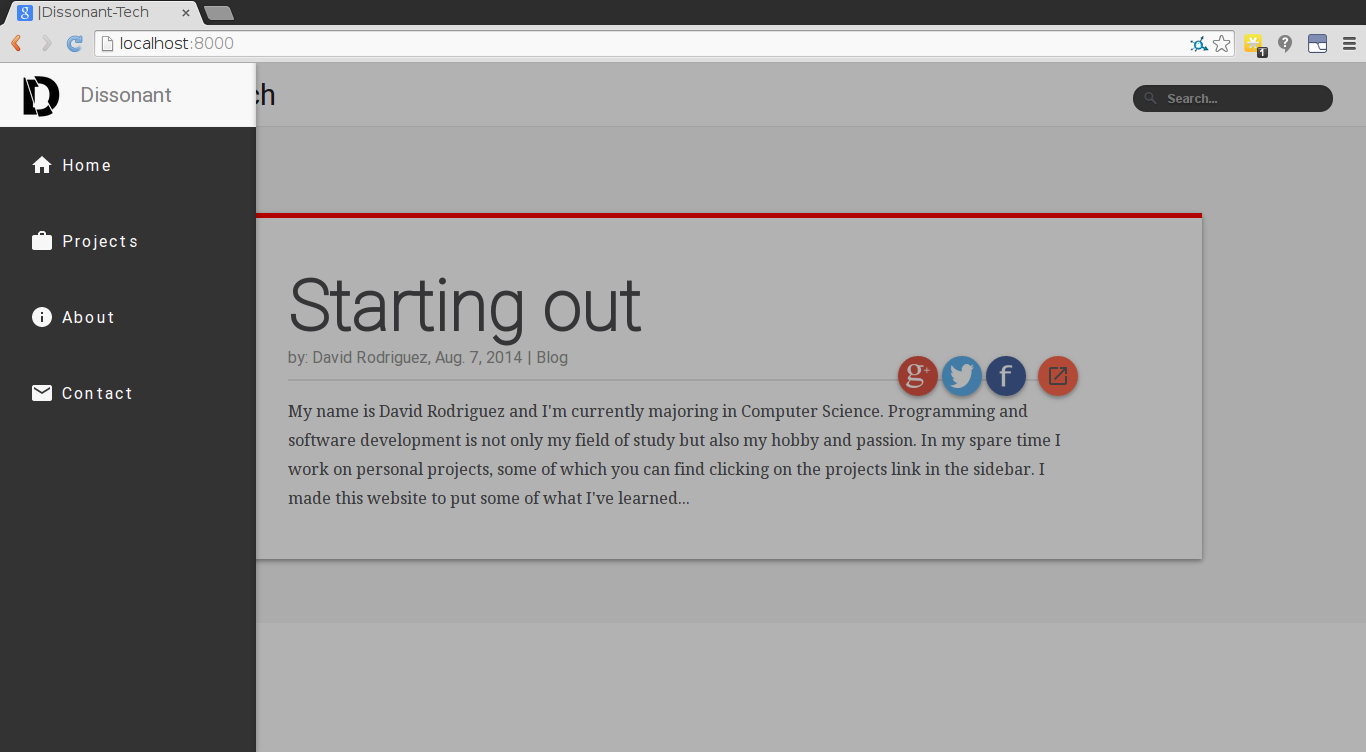 |Dissonant-Tech
localhost:8000
1
Dissonant
ch
Search...
Home
Projects
About
Contact
Starting out
by: David Rodriguez, Aug. 7, 2014 | Blog
g+ f
My name is David Rodriguez and I'm currently majoring in Computer Science. Programming and
software development is not only my field of study but also my hobby and passion. In my spare time I
work on personal projects, some of which you can find clicking on the projects link in the sidebar. I
made this website to put some of what I've learned...